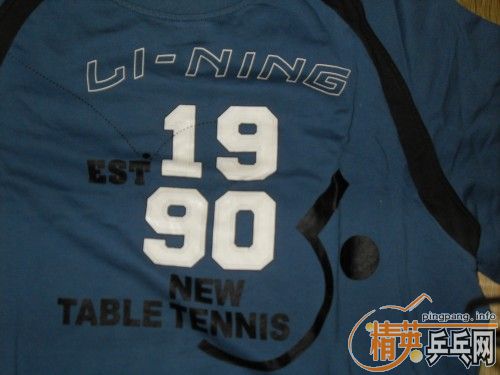 LI-NING
EST 19
90
NEW
TABLE TENNIS
pingpang.info
精英乒乓网